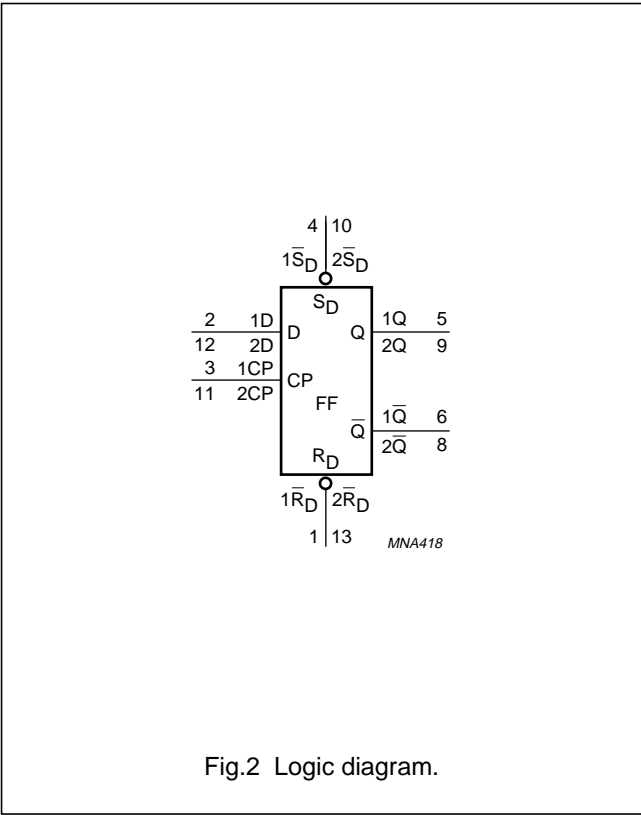 4 10
1S̅D 2S̅D
SD
2 1D D Q 1Q 5
12 2D 2Q 9
3 1CP CP
11 2CP
FF
Q̅ 1Q̅ 6
2Q̅ 8
RD
1R̅D 2R̅D
1 13 MNA418
Fig.2 Logic diagram.